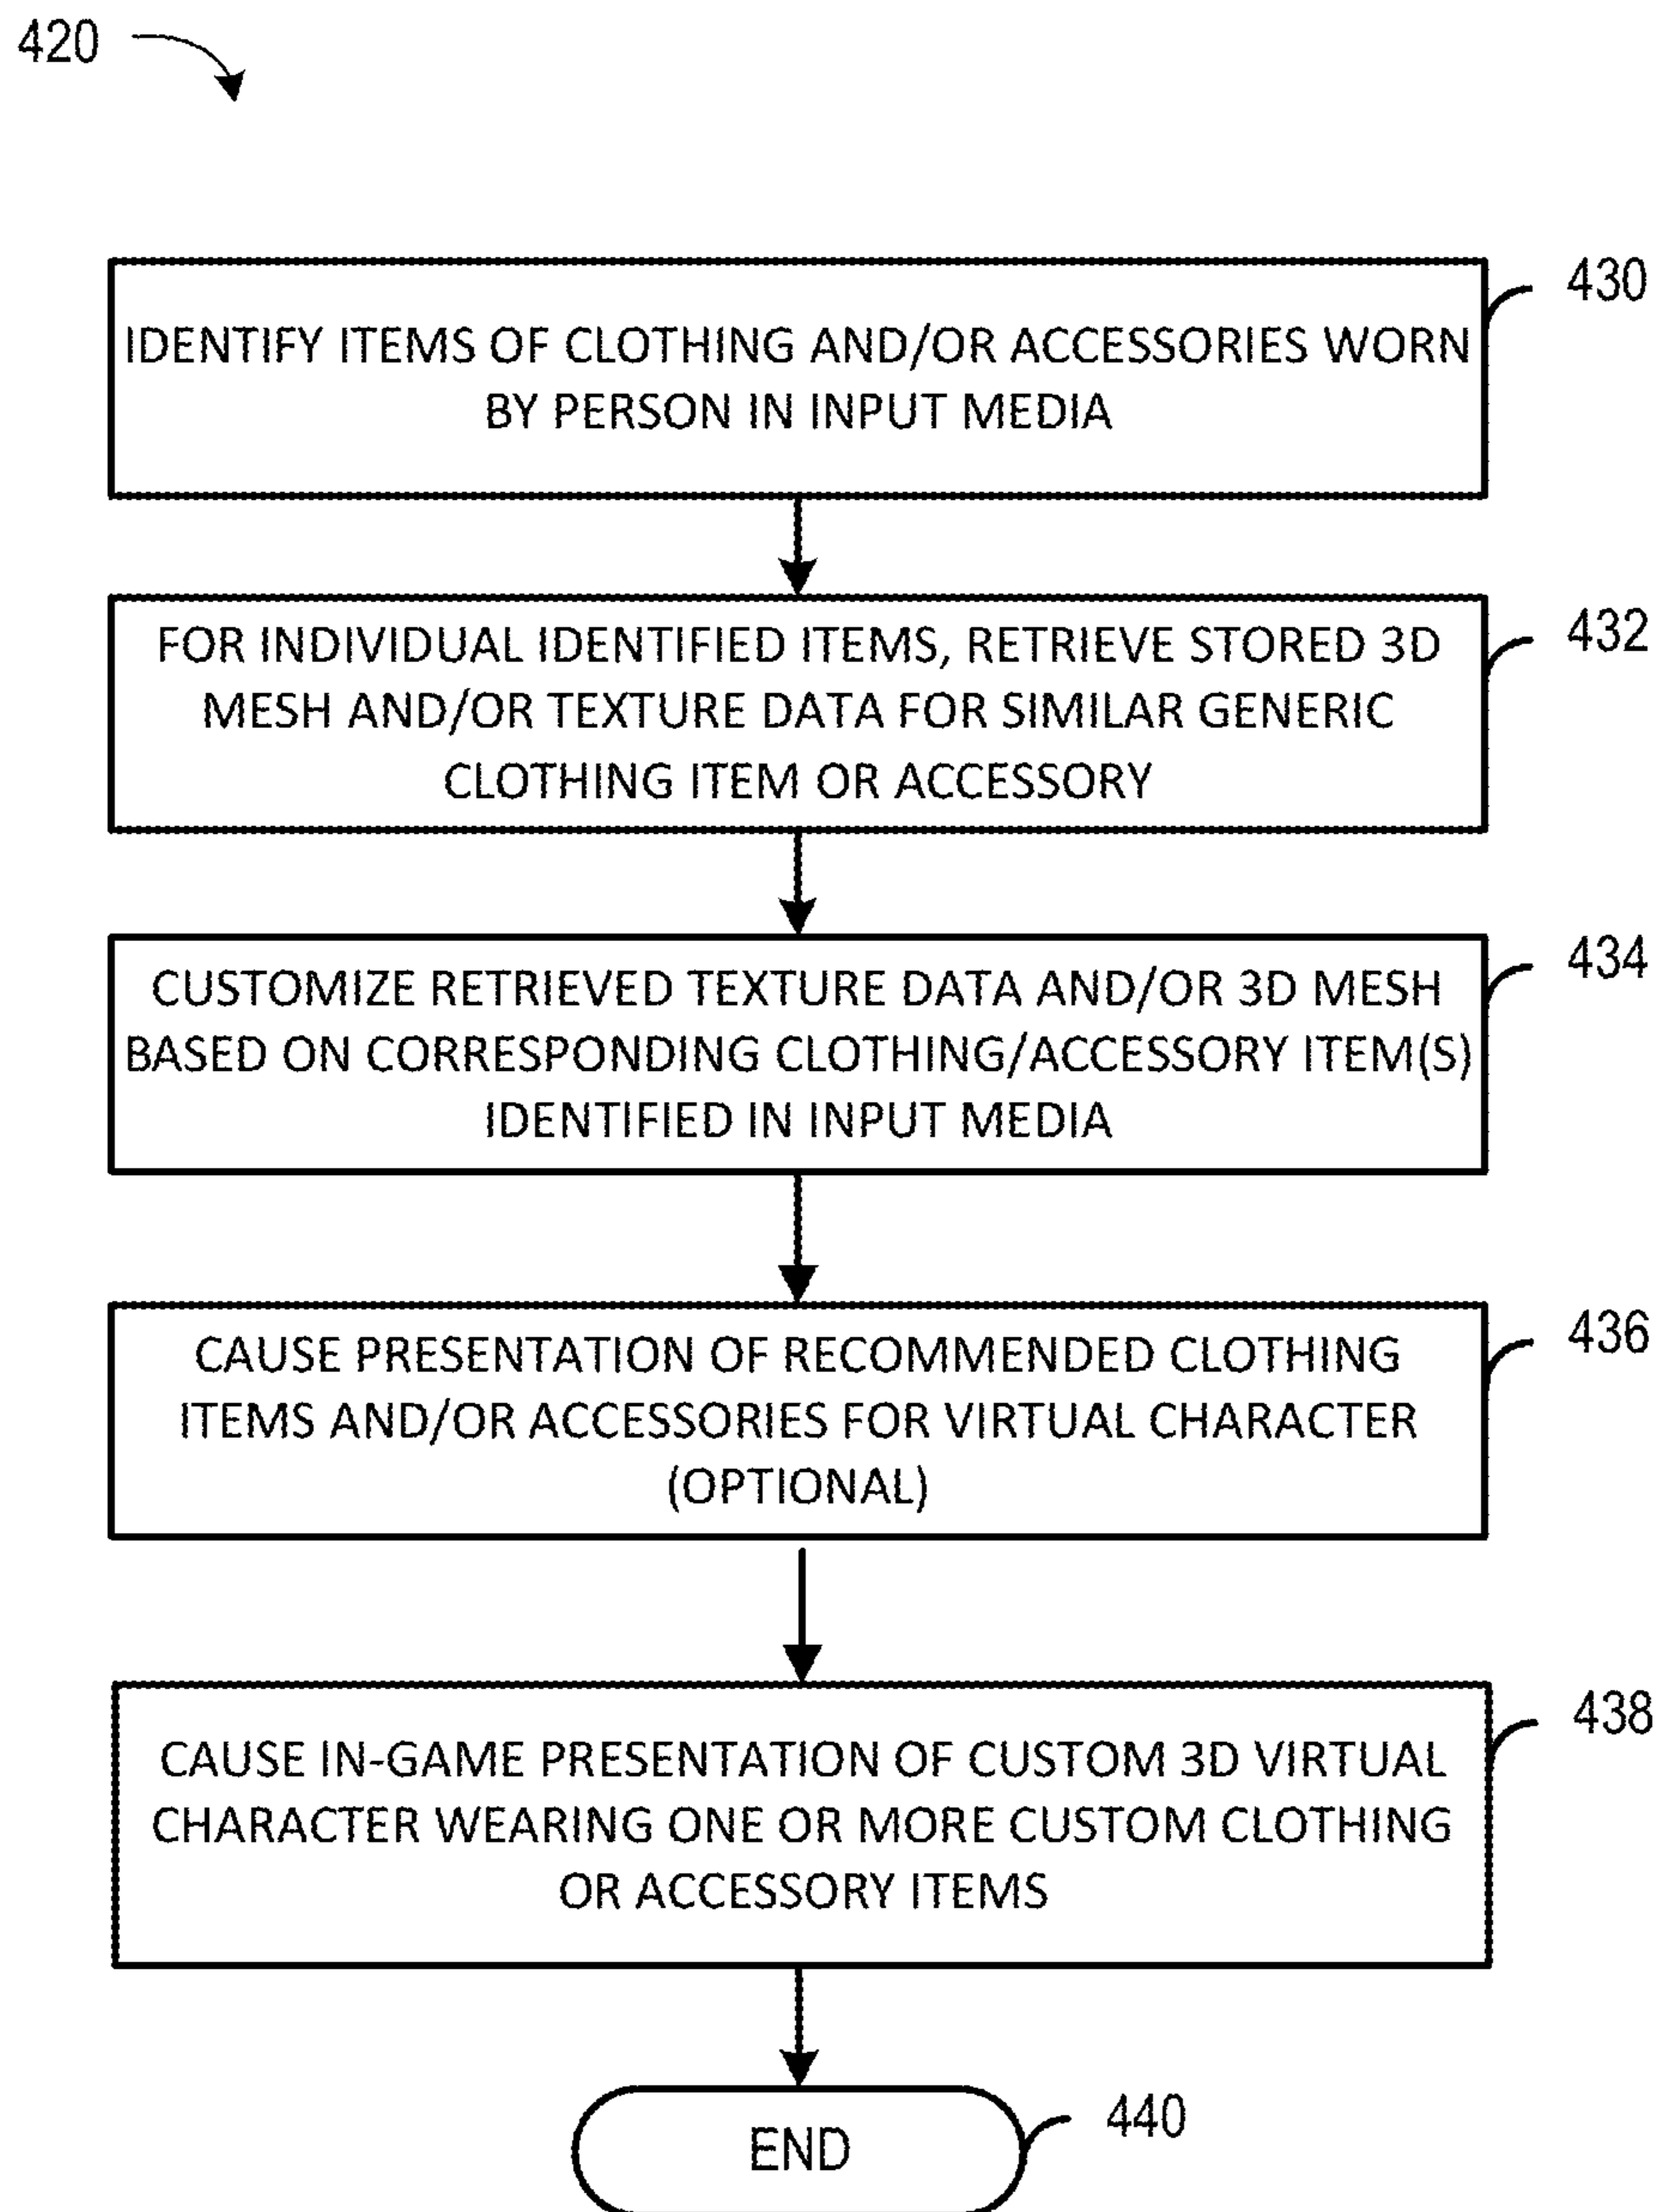 420
430
IDENTIFY ITEMS OF CLOTHING AND/OR ACCESSORIES WORN
BY PERSON IN INPUT MEDIA
432
FOR INDIVIDUAL IDENTIFIED ITEMS, RETRIEVE STORED 3D
MESH AND/OR TEXTURE DATA FOR SIMILAR GENERIC
CLOTHING ITEM OR ACCESSORY
434
CUSTOMIZE RETRIEVED TEXTURE DATA AND/OR 3D MESH
BASED ON CORRESPONDING CLOTHING/ACCESSORY ITEM(S)
IDENTIFIED IN INPUT MEDIA
436
CAUSE PRESENTATION OF RECOMMENDED CLOTHING
ITEMS AND/OR ACCESSORIES FOR VIRTUAL CHARACTER
(OPTIONAL)
438
CAUSE IN-GAME PRESENTATION OF CUSTOM 3D VIRTUAL
CHARACTER WEARING ONE OR MORE CUSTOM CLOTHING
OR ACCESSORY ITEMS
440
END